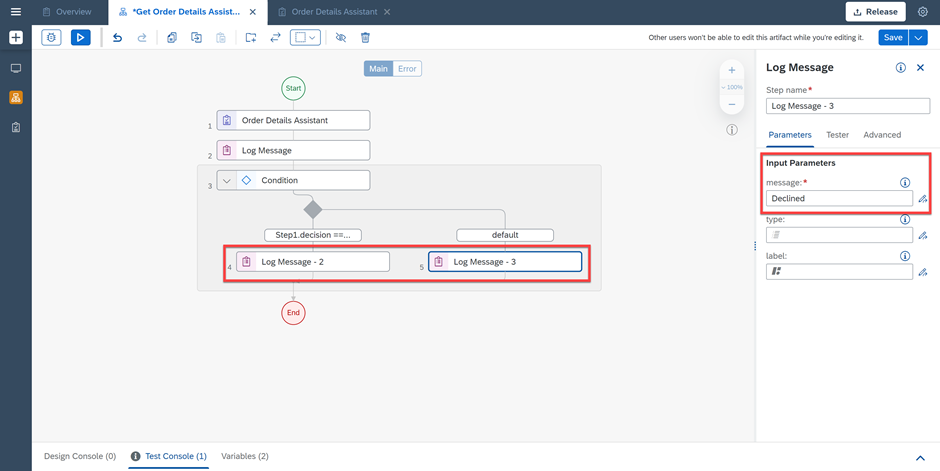 Overview
*Get Order Details Assist...
Order Details Assistant
Release
Other users won't be able to edit this artifact while you're editing it.
Save
Main
Error
100%
Start
1
Order Details Assistant
2
Log Message
3
Condition
Step1.decision ==...
default
4
Log Message - 2
5
Log Message - 3
End
Log Message
Step name*
Log Message - 3
Parameters
Tester
Advanced
Input Parameters
message:*
Declined
type:
label:
Design Console (0)
Test Console (1)
Variables (2)